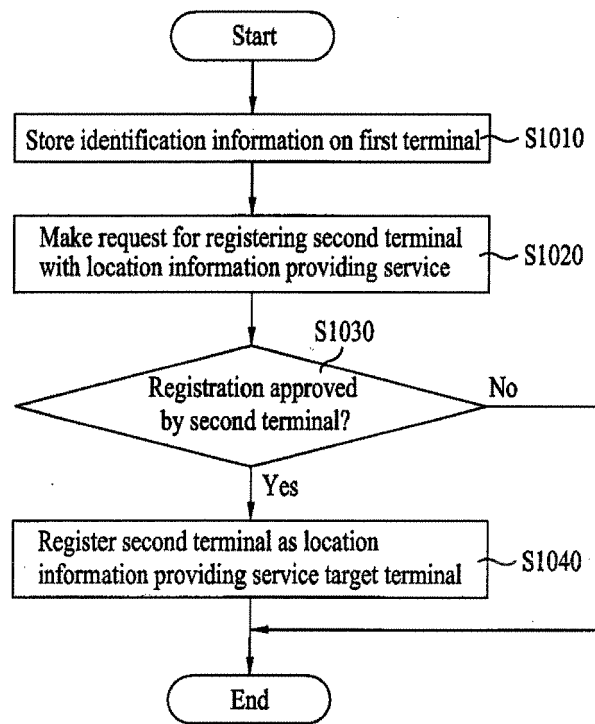 Start
Store identification information on first terminal
S1010
Make request for registering second terminal
with location information providing service
S1020
S1030
Registration approved
by second terminal?
No
Yes
Register second terminal as location
information providing service target terminal
S1040
End